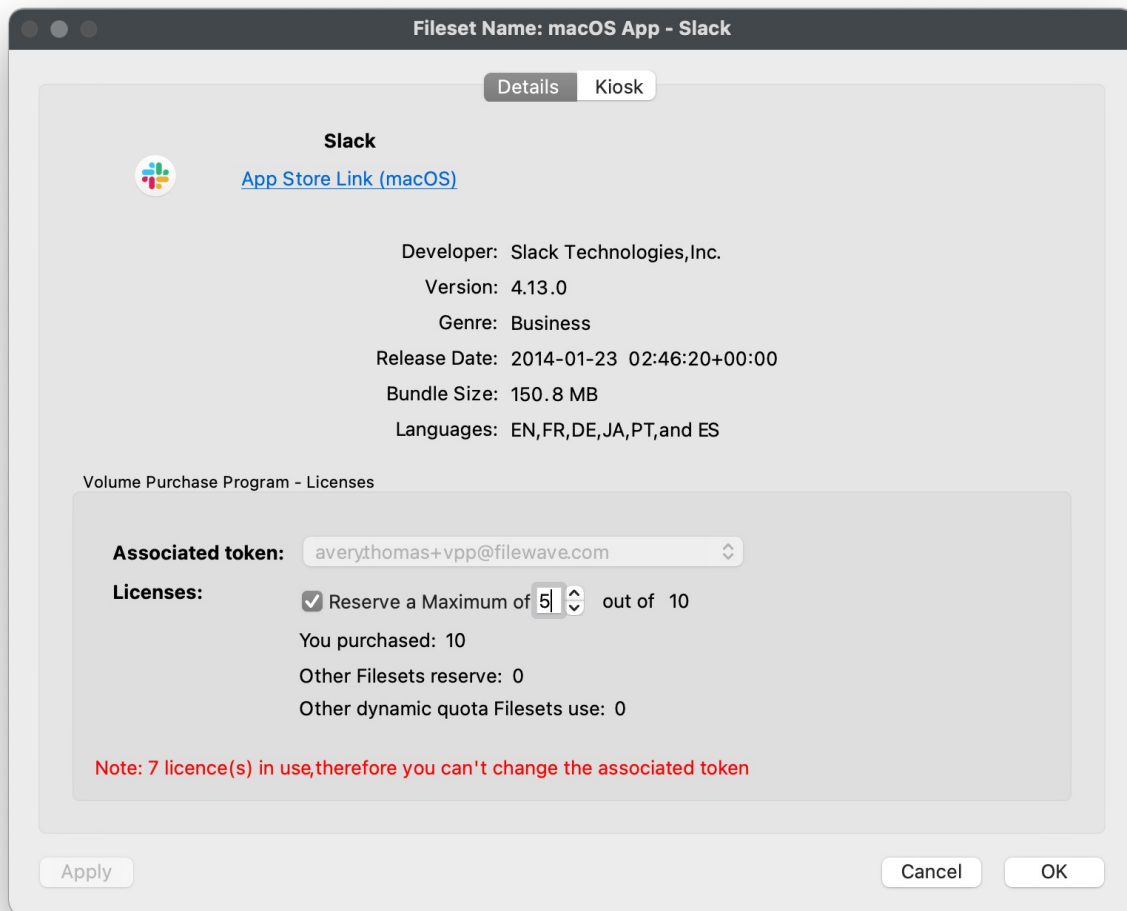 Fileset Name: macOS App - Slack
Details Kiosk
Slack
App Store Link (macOS)
Developer: Slack Technologies,Inc.
Version: 4.13.0
Genre: Business
Release Date: 2014-01-23 02:46:20+00:00
Bundle Size: 150.8 MB
Languages: EN,FR,DE,JA,PT,and ES
Volume Purchase Program - Licenses
Associated token: avery.thomas+vpp@filewave.com
Licenses: Reserve a Maximum of 5 out of 10
You purchased: 10
Other Filesets reserve: 0
Other dynamic quota Filesets use: 0
Note: 7 licence(s) in use,therefore you can't change the associated token
Apply Cancel OK